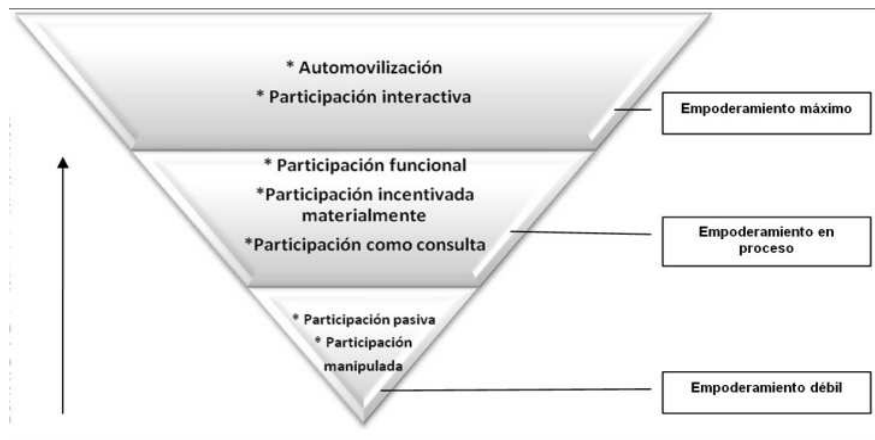 * Automovilización
* Participación interactiva
Empoderamiento máximo
* Participación funcional
*Participación incentivada
materialmente
*Participación como consulta
Empoderamiento en
proceso
* Participación pasiva
* Participación
manipulada
Empoderamiento débil